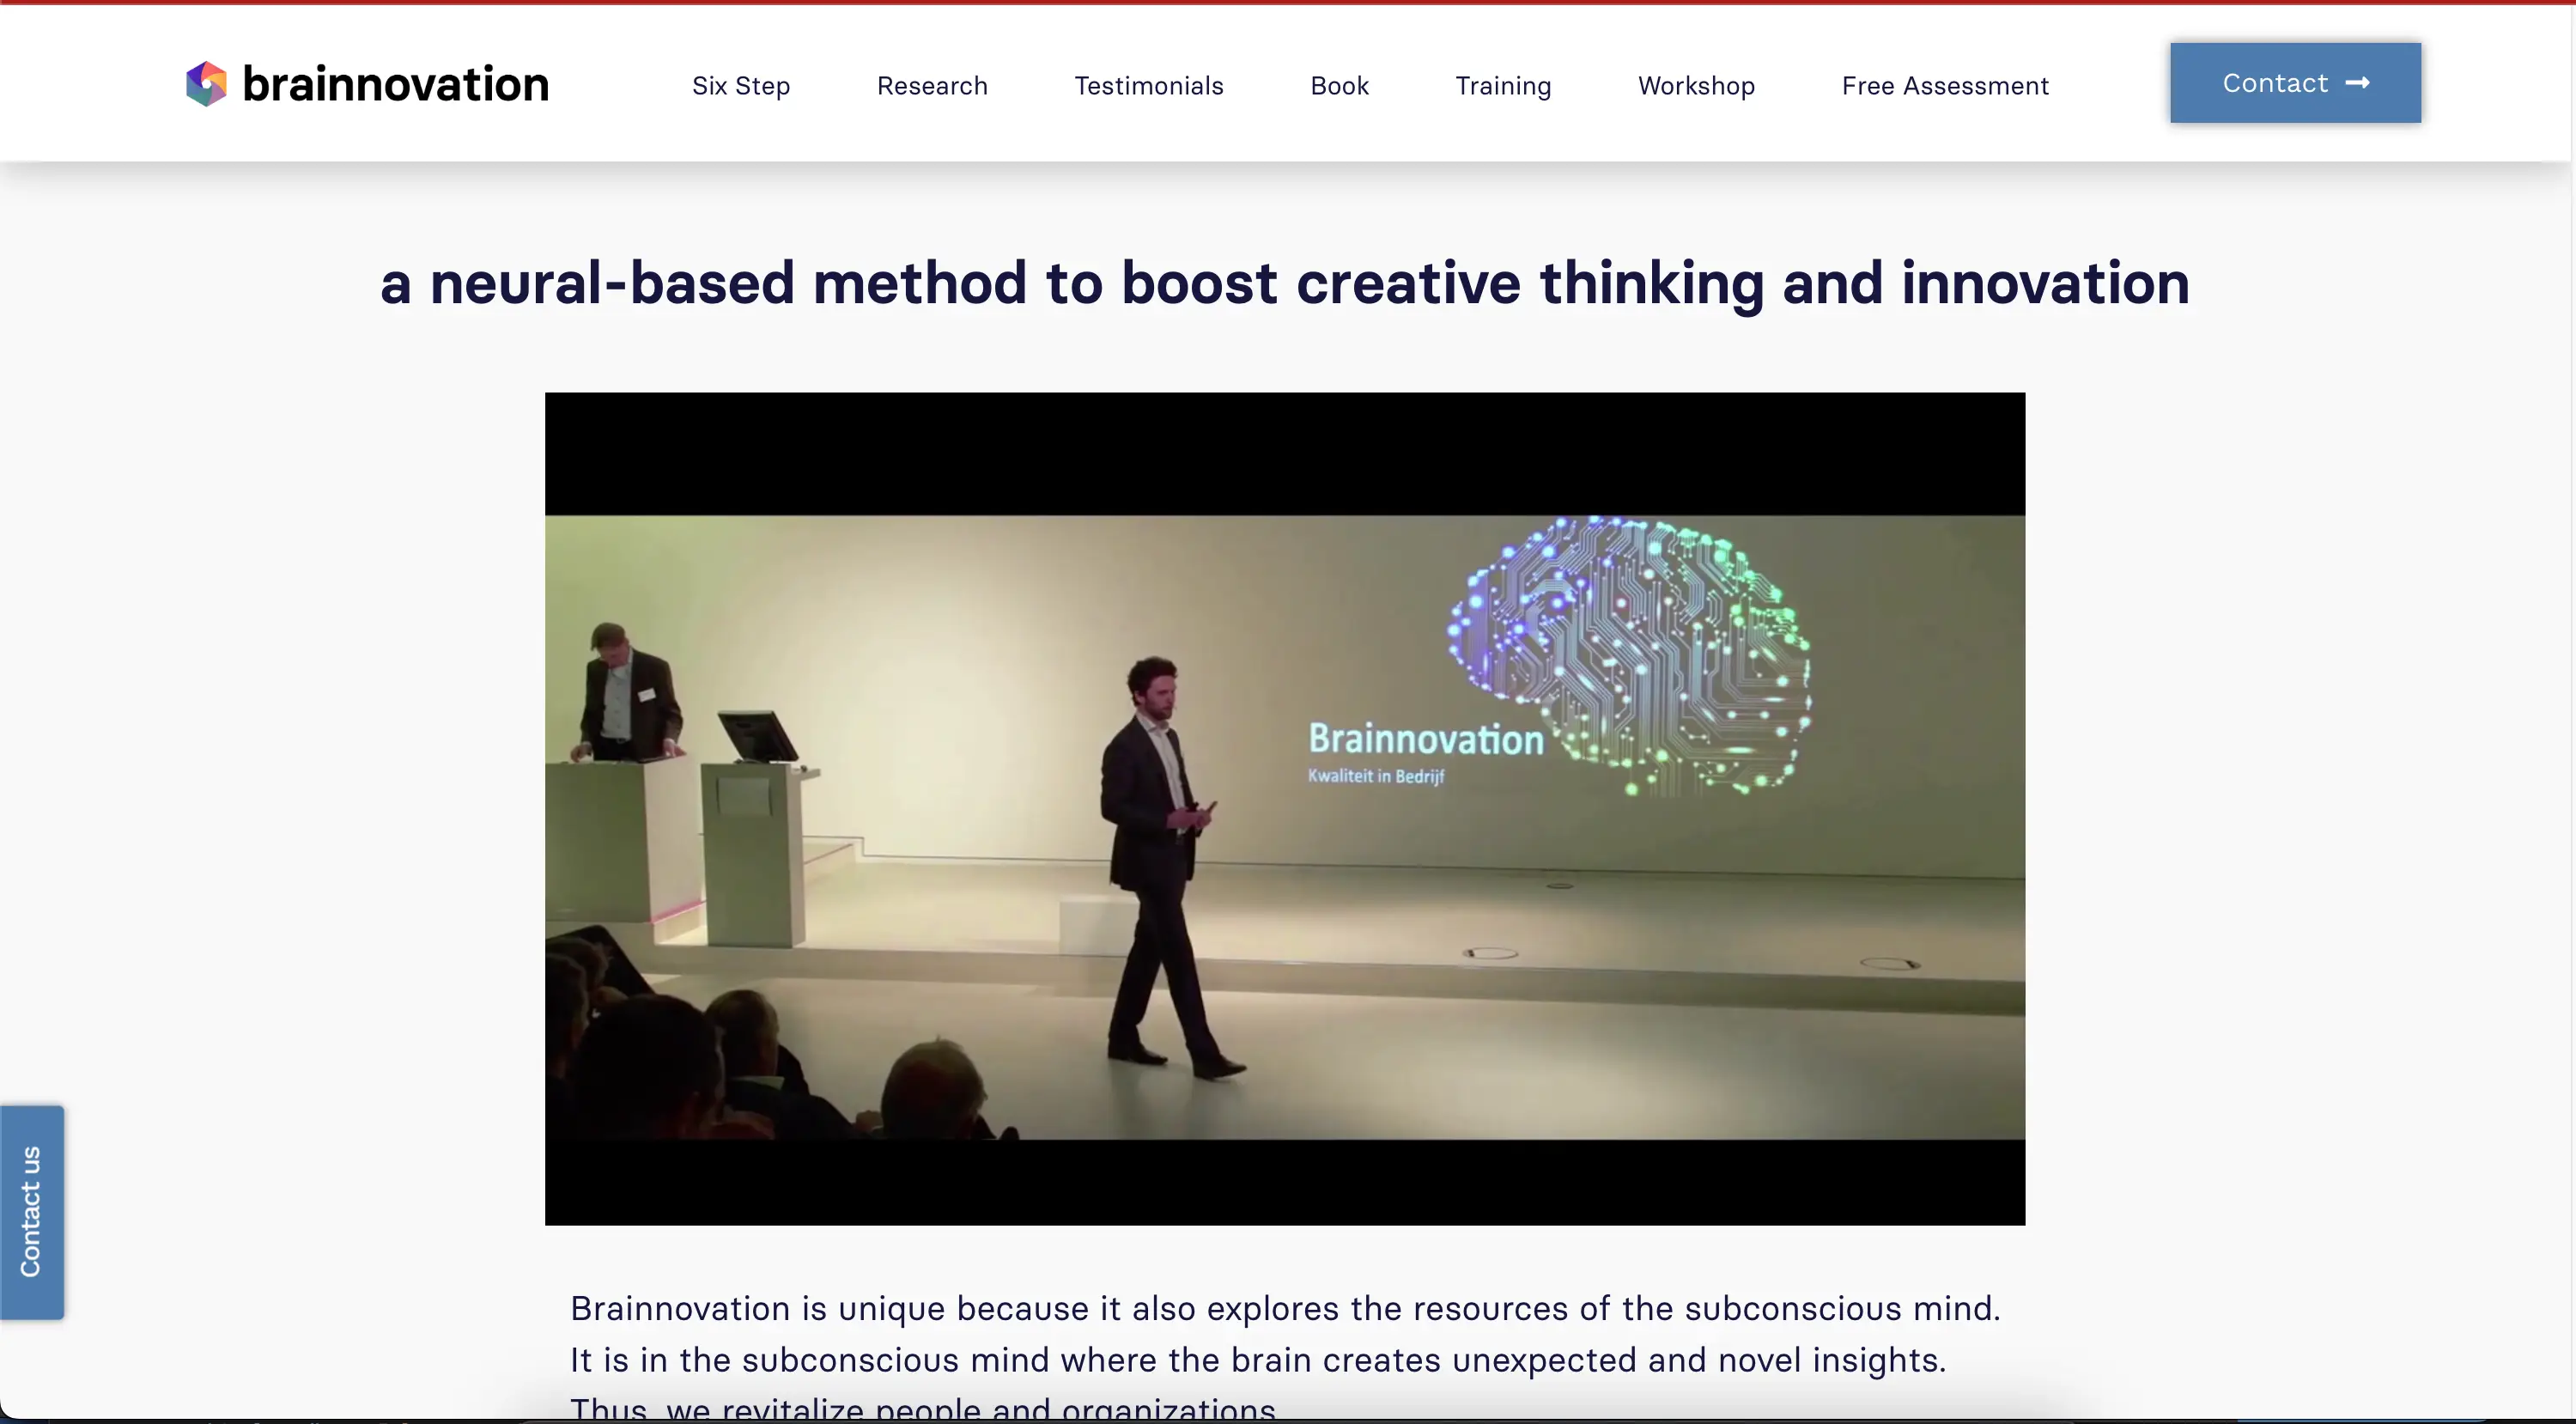 brainnovation
Six Step
Research
Testimonials
Book
Training
Workshop
Free Assessment
Contact
a neural-based method to boost creative thinking and innovation
Brainnovation
Kwaliteit in Bedrijf
Contact us
Brainnovation is unique because it also explores the resources of the subconscious mind.
It is in the subconscious mind where the brain creates unexpected and novel insights.
Thus, we revitalize people and organizations